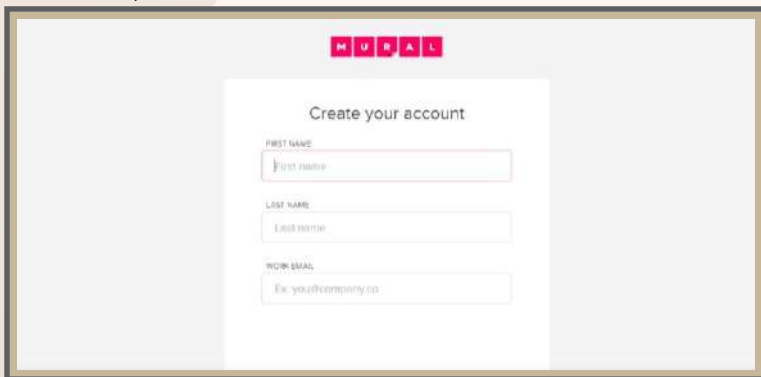 MURAL
Create your account
FIRST NAME
First name
LAST NAME
Last name
WORK EMAIL
Ex: you@company.co